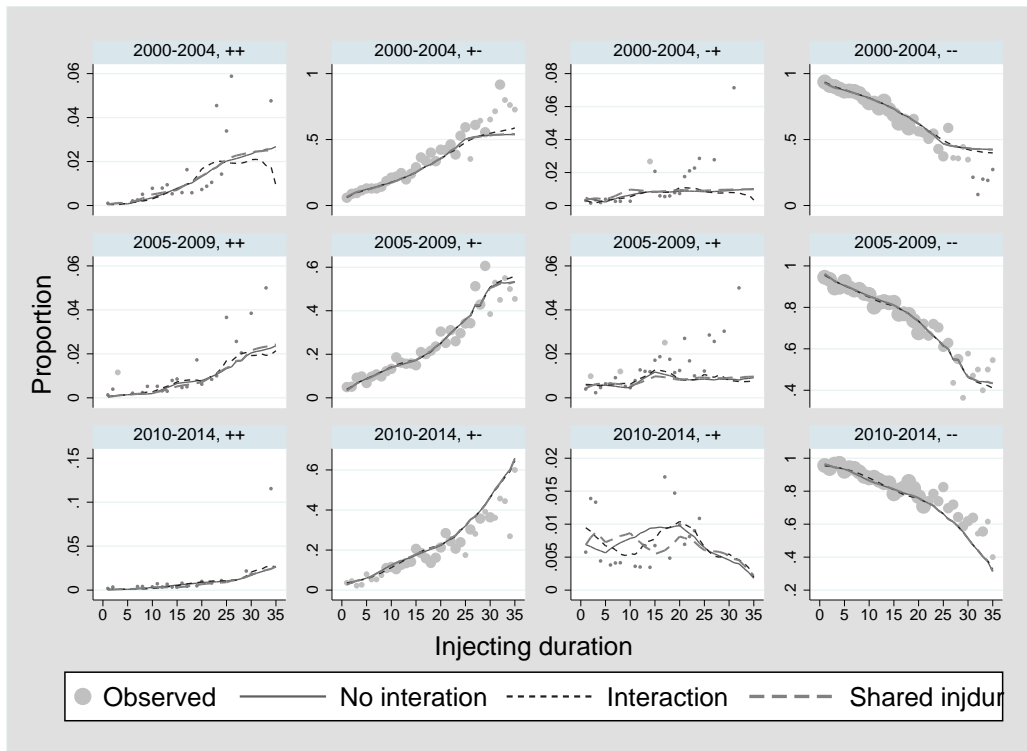 2000-2004, ++ 2000-2004, +- 2000-2004, -+ 2000-2004, --
0 .02 .04 .06
0 .5 1
0 .02 .04 .06 .08
0 .5 1
2005-2009, ++ 2005-2009, +- 2005-2009, -+ 2005-2009, --
0 .02 .04 .06
0 .2 .4 .6
0 .02 .04 .06
.4 .6 .8 1
2010-2014, ++ 2010-2014, +- 2010-2014, -+ 2010-2014, --
0 .05 .1 .15
0 .2 .4 .6
0 .005 .01 .015 .02
.2 .4 .6 .8 1
0 5 10 15 20 25 30 35 0 5 10 15 20 25 30 35 0 5 10 15 20 25 30 35 0 5 10 15 20 25 30 35
Proportion
Injecting duration
Observed No interation Interaction Shared injdur